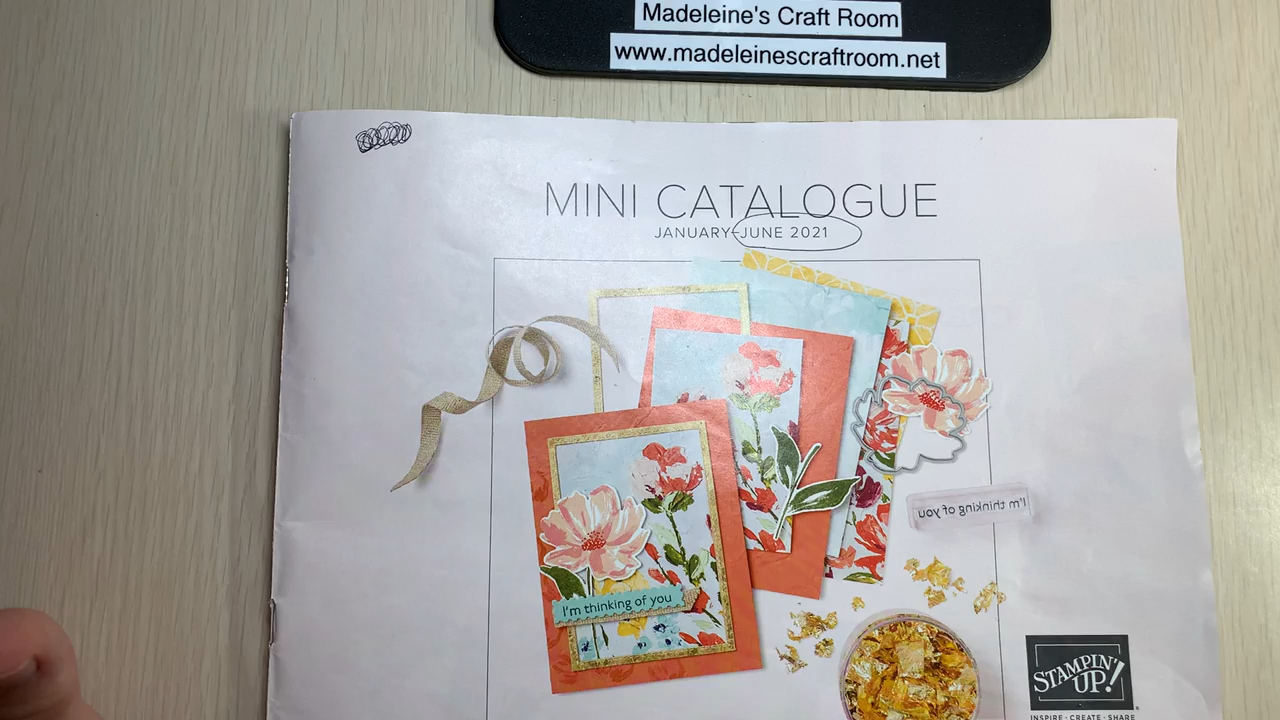 Madeleine's Craft Room
www.madeleinescraftroom.net
MINI CATALOGUE
JANUARY–JUNE 2021
I'm thinking of you
I'm thinking of you
STAMPIN' UP!®
INSPIRE · CREATE · SHARE